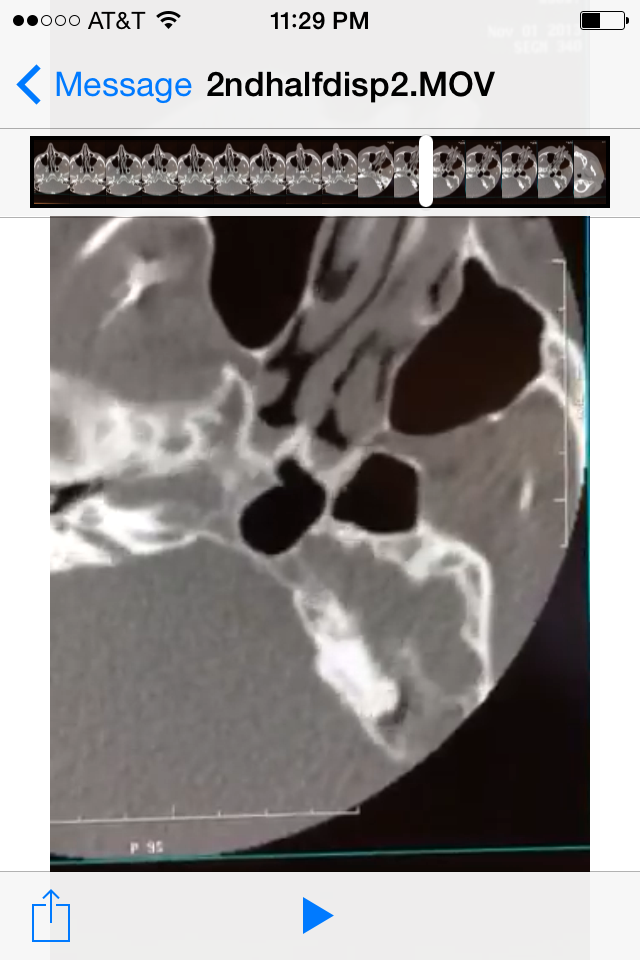 AT&T 11:29 PM
Message 2ndhalfdisp2.MOV
P 95